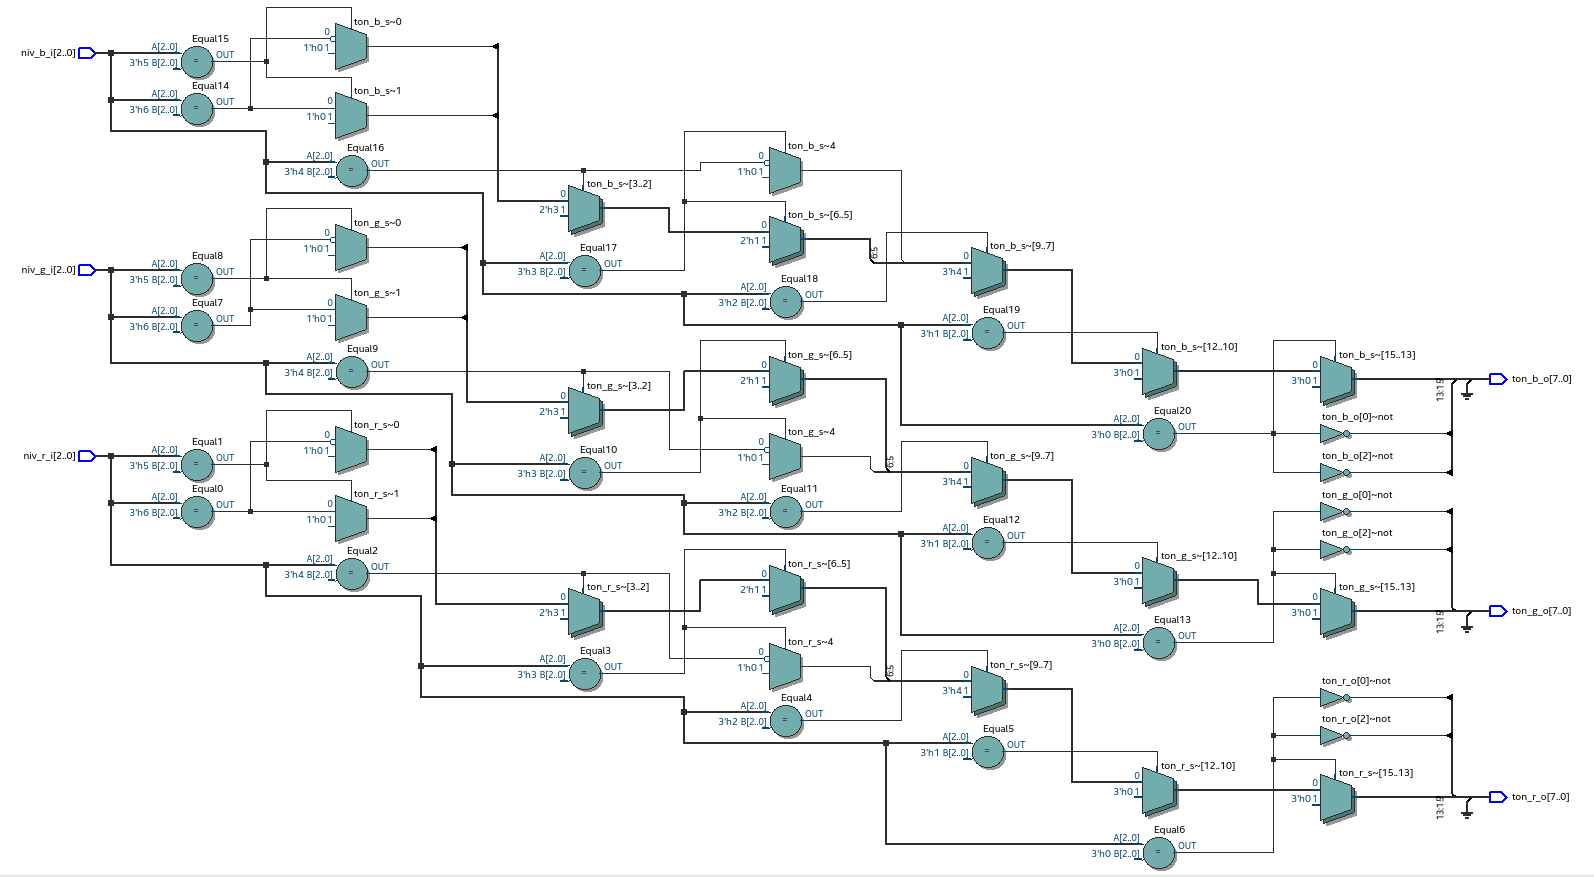 niv_b_i[2..0]
Equal15
A[2..0]
3'h5 B[2..0]
=
OUT
Equal14
A[2..0]
3'h6 B[2..0]
=
OUT
ton_b_s~0
0
1'h0 1
ton_b_s~1
0
1'h0 1
Equal16
A[2..0]
3'h4 B[2..0]
=
OUT
ton_b_s~[3..2]
0
2'h3 1
Equal17
A[2..0]
3'h3 B[2..0]
=
OUT
ton_b_s~4
0
1'h0 1
ton_b_s~[6..5]
0
2'h1 1
6:5
Equal18
A[2..0]
3'h2 B[2..0]
=
OUT
ton_b_s~[9..7]
0
3'h4 1
Equal19
A[2..0]
3'h1 B[2..0]
=
OUT
ton_b_s~[12..10]
0
3'h0 1
Equal20
A[2..0]
3'h0 B[2..0]
=
OUT
ton_b_s~[15..13]
0
3'h0 1
13:15
ton_b_o[7..0]
ton_b_o[0]~not
ton_b_o[2]~not
niv_g_i[2..0]
Equal8
A[2..0]
3'h5 B[2..0]
=
OUT
Equal7
A[2..0]
3'h6 B[2..0]
=
OUT
ton_g_s~0
0
1'h0 1
ton_g_s~1
0
1'h0 1
Equal9
A[2..0]
3'h4 B[2..0]
=
OUT
ton_g_s~[3..2]
0
2'h3 1
Equal10
A[2..0]
3'h3 B[2..0]
=
OUT
ton_g_s~[6..5]
0
2'h1 1
ton_g_s~4
0
1'h0 1
6:5
Equal11
A[2..0]
3'h2 B[2..0]
=
OUT
ton_g_s~[9..7]
0
3'h4 1
Equal12
A[2..0]
3'h1 B[2..0]
=
OUT
ton_g_s~[12..10]
0
3'h0 1
Equal13
A[2..0]
3'h0 B[2..0]
=
OUT
ton_g_o[0]~not
ton_g_o[2]~not
ton_g_s~[15..13]
0
3'h0 1
13:15
ton_g_o[7..0]
niv_r_i[2..0]
Equal1
A[2..0]
3'h5 B[2..0]
=
OUT
Equal0
A[2..0]
3'h6 B[2..0]
=
OUT
ton_r_s~0
0
1'h0 1
ton_r_s~1
0
1'h0 1
Equal2
A[2..0]
3'h4 B[2..0]
=
OUT
ton_r_s~[3..2]
0
2'h3 1
Equal3
A[2..0]
3'h3 B[2..0]
=
OUT
ton_r_s~[6..5]
0
2'h1 1
ton_r_s~4
0
1'h0 1
6:5
Equal4
A[2..0]
3'h2 B[2..0]
=
OUT
ton_r_s~[9..7]
0
3'h4 1
Equal5
A[2..0]
3'h1 B[2..0]
=
OUT
ton_r_s~[12..10]
0
3'h0 1
Equal6
A[2..0]
3'h0 B[2..0]
=
OUT
ton_r_o[0]~not
ton_r_o[2]~not
ton_r_s~[15..13]
0
3'h0 1
13:15
ton_r_o[7..0]